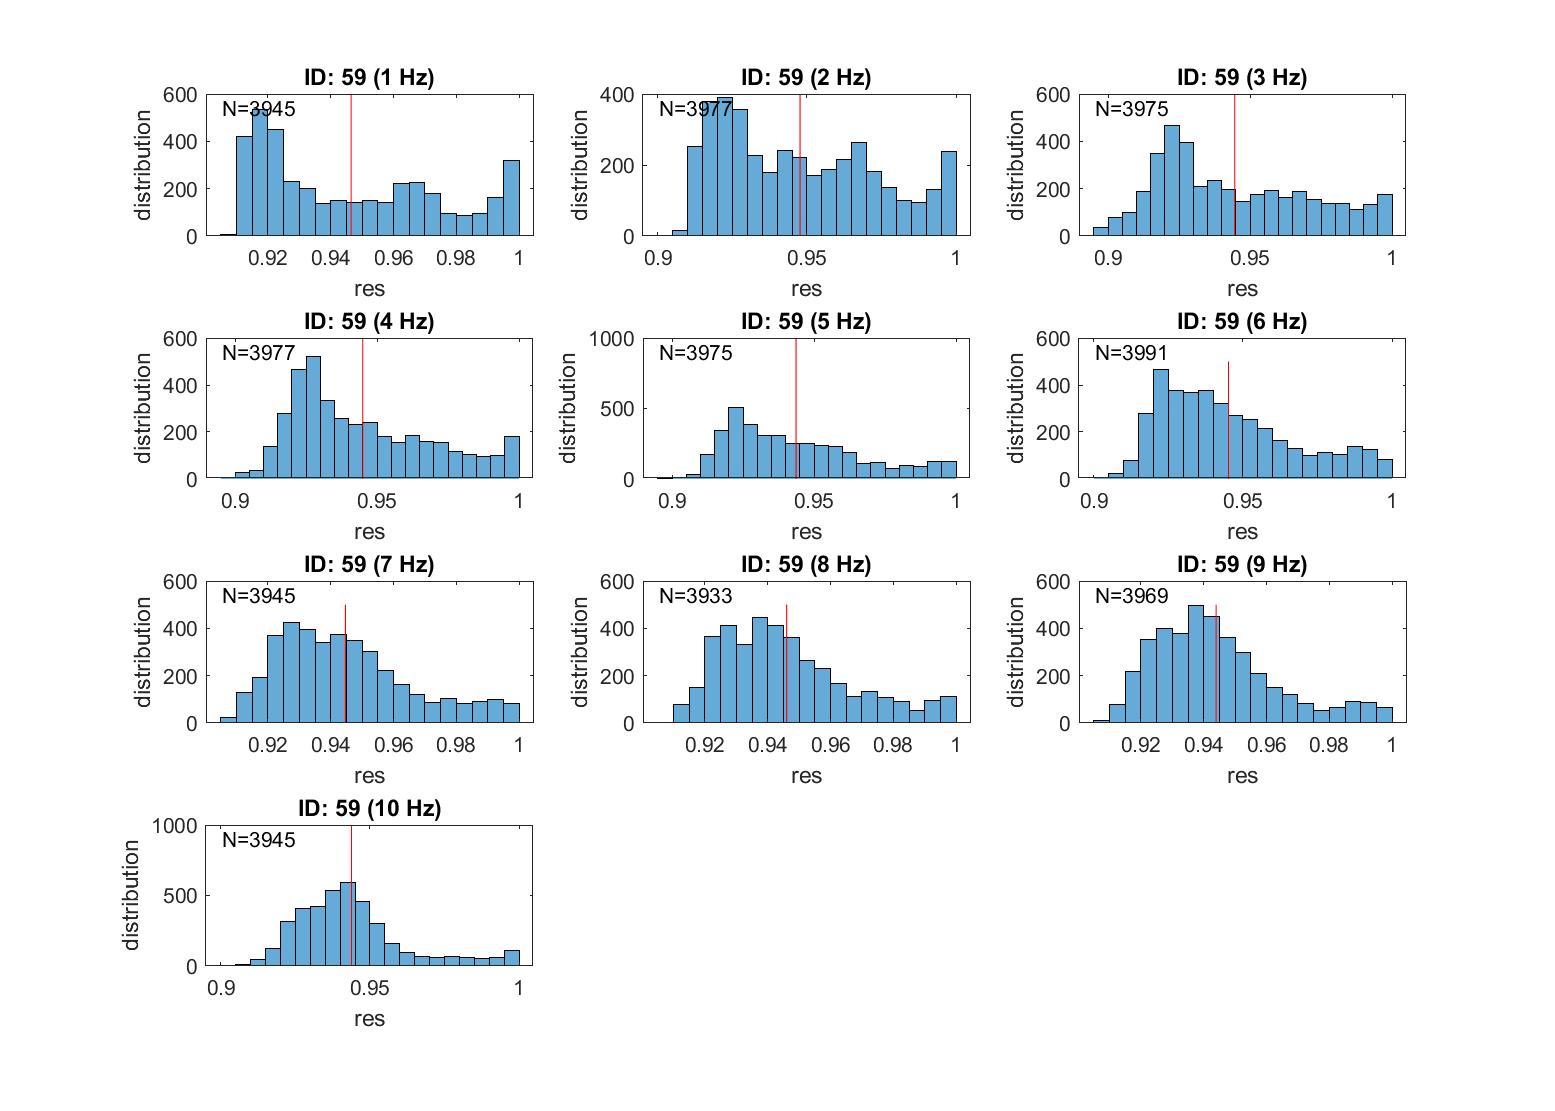 ID: 59 (1 Hz)
N=3945
600
400
200
0
distribution
0.92 0.94 0.96 0.98 1
res
ID: 59 (2 Hz)
N=3977
400
200
0
distribution
0.9 0.95 1
res
ID: 59 (3 Hz)
N=3975
600
400
200
0
distribution
0.9 0.95 1
res
ID: 59 (4 Hz)
N=3977
600
400
200
0
distribution
0.9 0.95 1
res
ID: 59 (5 Hz)
N=3975
1000
500
0
distribution
0.9 0.95 1
res
ID: 59 (6 Hz)
N=3991
600
400
200
0
distribution
0.9 0.95 1
res
ID: 59 (7 Hz)
N=3945
600
400
200
0
distribution
0.92 0.94 0.96 0.98 1
res
ID: 59 (8 Hz)
N=3933
600
400
200
0
distribution
0.92 0.94 0.96 0.98 1
res
ID: 59 (9 Hz)
N=3969
600
400
200
0
distribution
0.92 0.94 0.96 0.98 1
res
ID: 59 (10 Hz)
N=3945
1000
500
0
distribution
0.9 0.95 1
res